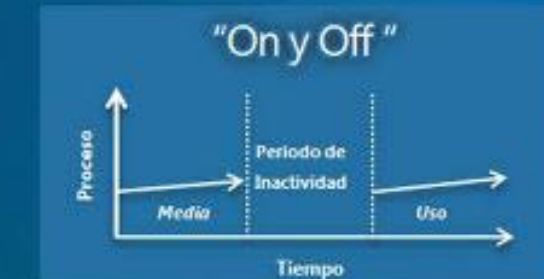 "On y Off "
Proceso
Periodo de
Inactividad
Media
Uso
Tiempo